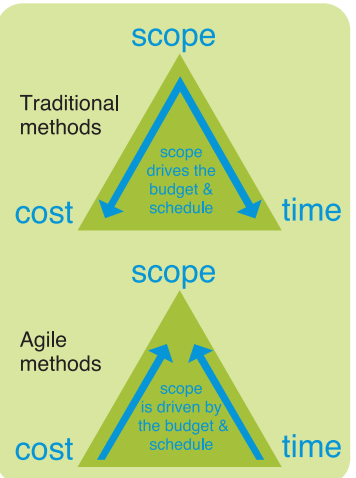 scope
Traditional
methods
scope
drives the
budget &
schedule
cost
time
scope
Agile
methods
scope
is driven by
the budget &
schedule
cost
time